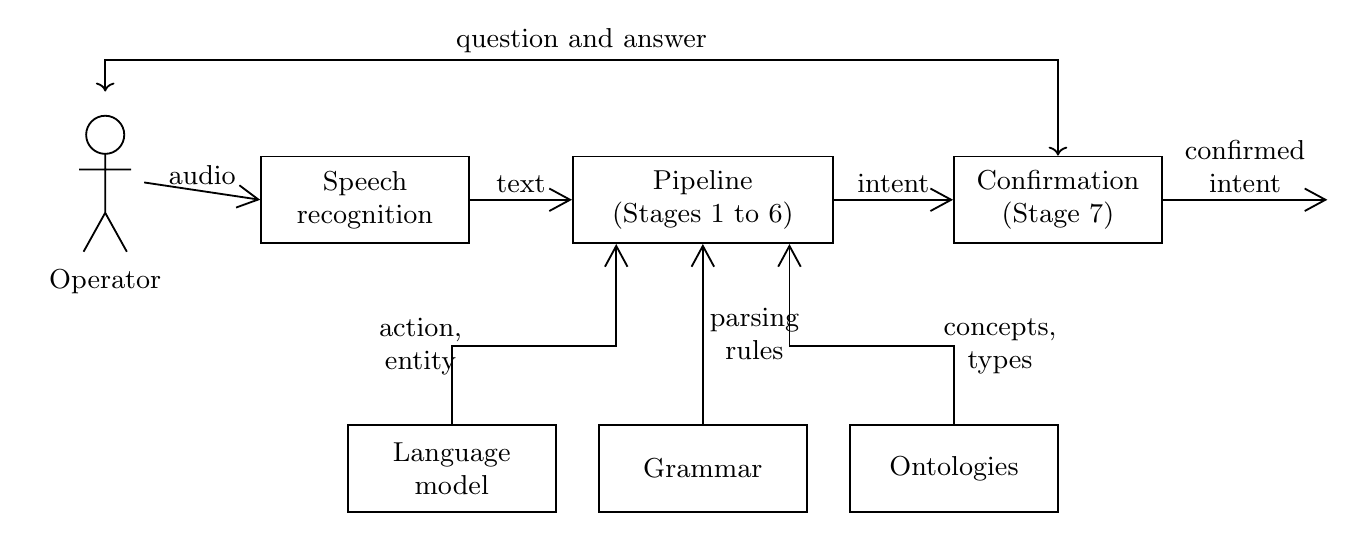 question and answer
audio
Speech
recognition
text
Pipeline
(Stages 1 to 6)
intent
Confirmation
(Stage 7)
confirmed
intent
Operator
action,
entity
parsing
rules
concepts,
types
Language
model
Grammar
Ontologies